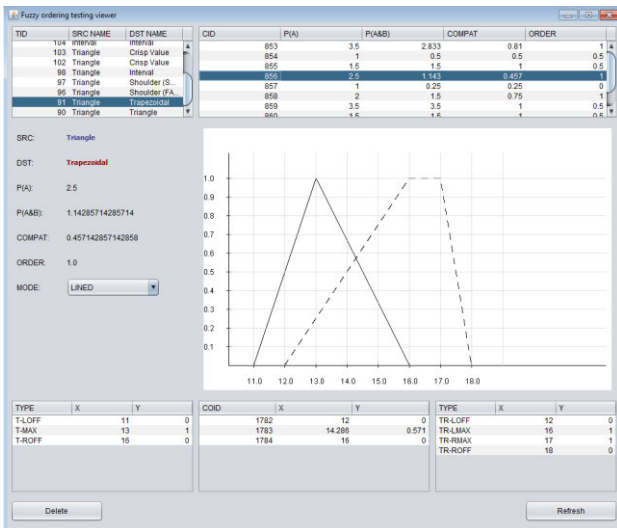 Fuzzy ordering testing viewer
TID SRC NAME DST NAME
104 Interval Interval
103 Triangle Crisp Value
102 Triangle Crisp Value
98 Triangle Interval
97 Triangle Shoulder (S...
96 Triangle Shoulder (FA...
91 Triangle Trapezoidal
90 Triangle Triangle
CID P(A) P(A&B) COMPAT ORDER
853 3.5 2.833 0.81 1
854 1 0.5 0.5 0.5
855 1.5 1.5 1 0.5
856 2.5 1.143 0.457 1
857 1 0.25 0.25 0
858 2 1.5 0.75 1
859 3.5 3.5 1 0.5
860 1.5 1.5 1 0.5
SRC: Triangle
DST: Trapezoidal
P(A): 2.5
P(A&B): 1.14285714285714
COMPAT: 0.457142857142858
ORDER: 1.0
MODE: LINED
1.0
0.9
0.8
0.7
0.6
0.5
0.4
0.3
0.2
0.1
11.0 12.0 13.0 14.0 15.0 16.0 17.0 18.0
TYPE X Y
T-LOFF 11 0
T-MAX 13 1
T-ROFF 16 0
COID X Y
1782 12 0
1783 14.286 0.571
1784 16 0
TYPE X Y
TR-LOFF 12 0
TR-LMAX 16 1
TR-RMAX 17 1
TR-ROFF 18 0
Delete
Refresh